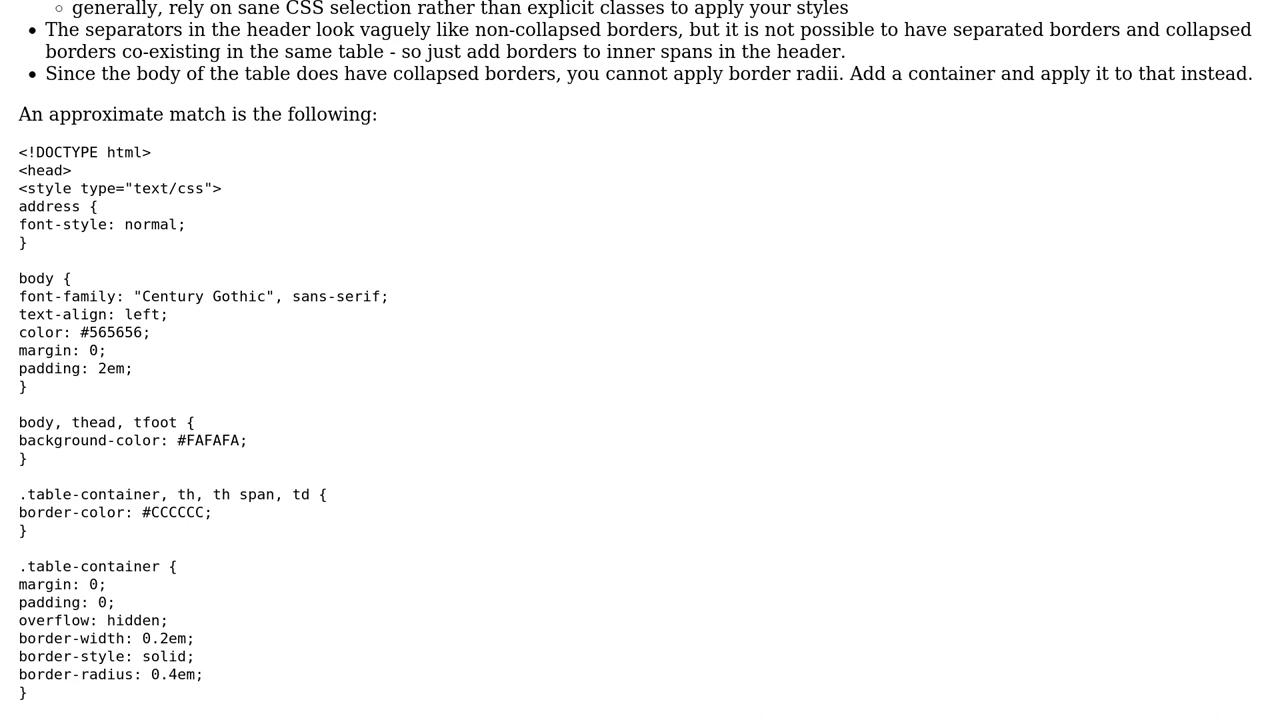 generally, rely on sane CSS selection rather than explicit classes to apply your styles
The separators in the header look vaguely like non-collapsed borders, but it is not possible to have separated borders and collapsed
borders co-existing in the same table - so just add borders to inner spans in the header.
Since the body of the table does have collapsed borders, you cannot apply border radii. Add a container and apply it to that instead.
An approximate match is the following:
<!DOCTYPE html>
<head>
<style type="text/css">
address {
font-style: normal;
}
body {
font-family: "Century Gothic", sans-serif;
text-align: left;
color: #565656;
margin: 0;
padding: 2em;
}
body, thead, tfoot {
background-color: #FAFAFA;
}
.table-container, th, th span, td {
border-color: #CCCCCC;
}
.table-container {
margin: 0;
padding: 0;
overflow: hidden;
border-width: 0.2em;
border-style: solid;
border-radius: 0.4em;
}